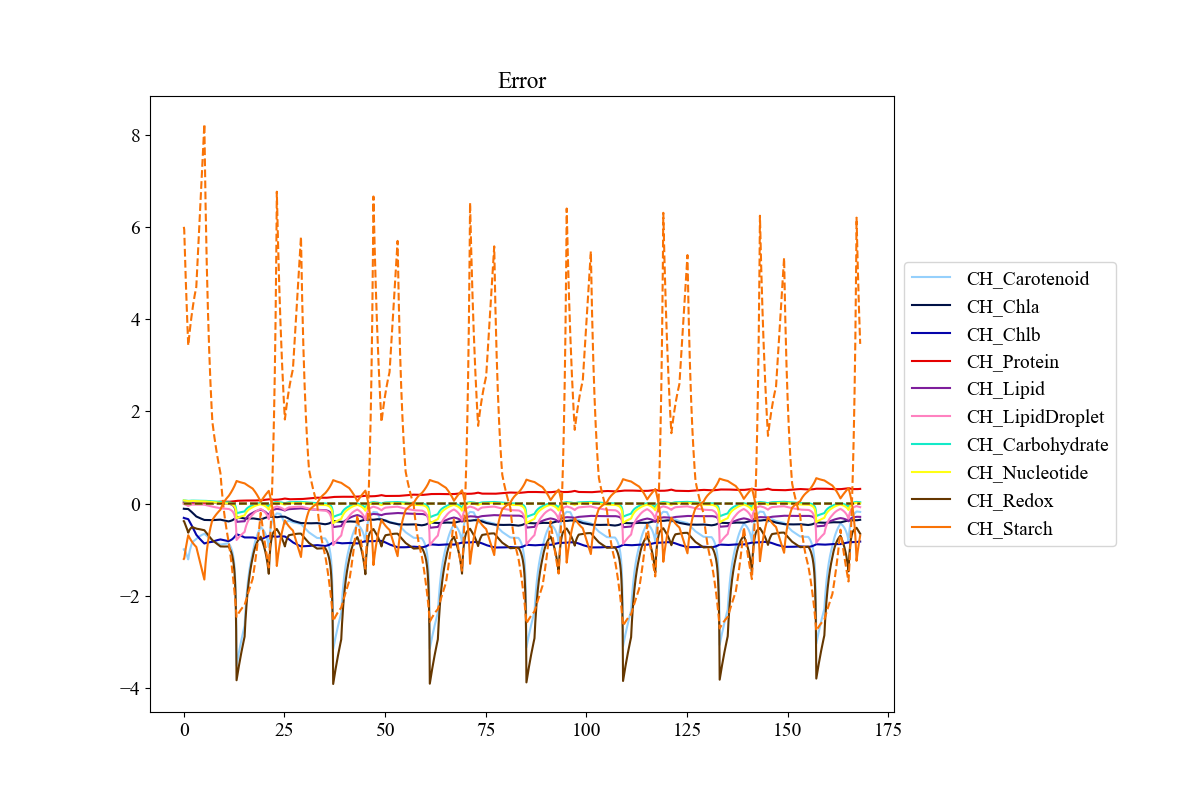 Error
8
6
4
2
0
−2
−4
0 25 50 75 100 125 150 175
CH_Carotenoid
CH_Chla
CH_Chlb
CH_Protein
CH_Lipid
CH_LipidDroplet
CH_Carbohydrate
CH_Nucleotide
CH_Redox
CH_Starch